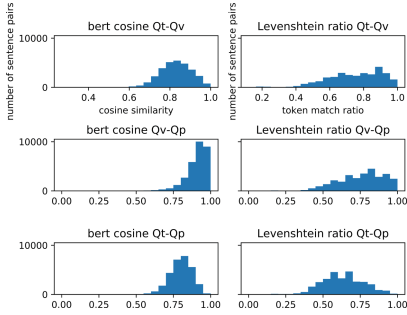 bert cosine Qt-Qv
Levenshtein ratio Qt-Qv
number of sentence pairs
10000
0
0.4 0.6 0.8 1.0
cosine similarity
number of sentence pairs
0.2 0.4 0.6 0.8 1.0
token match ratio
bert cosine Qv-Qp
Levenshtein ratio Qv-Qp
10000
0
0.00 0.25 0.50 0.75 1.00
0.00 0.25 0.50 0.75 1.00
bert cosine Qt-Qp
Levenshtein ratio Qt-Qp
10000
0
0.00 0.25 0.50 0.75 1.00
0.00 0.25 0.50 0.75 1.00